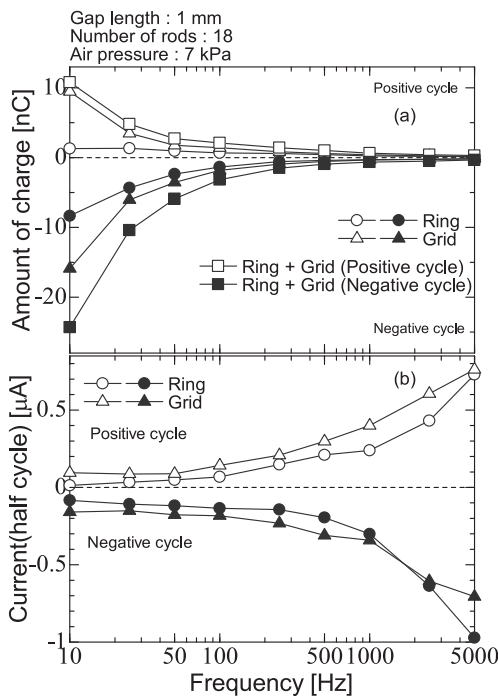 Gap length : 1 mm
Number of rods : 18
Air pressure : 7 kPa
Amount of charge [nC]
10
0
-10
-20
Positive cycle
(a)
Ring
Grid
Ring + Grid (Positive cycle)
Ring + Grid (Negative cycle)
Negative cycle
Current(half cycle) [μA]
0.5
0
-0.5
-1
Ring
Grid
(b)
Positive cycle
Negative cycle
10 50 100 500 1000 5000
Frequency [Hz]